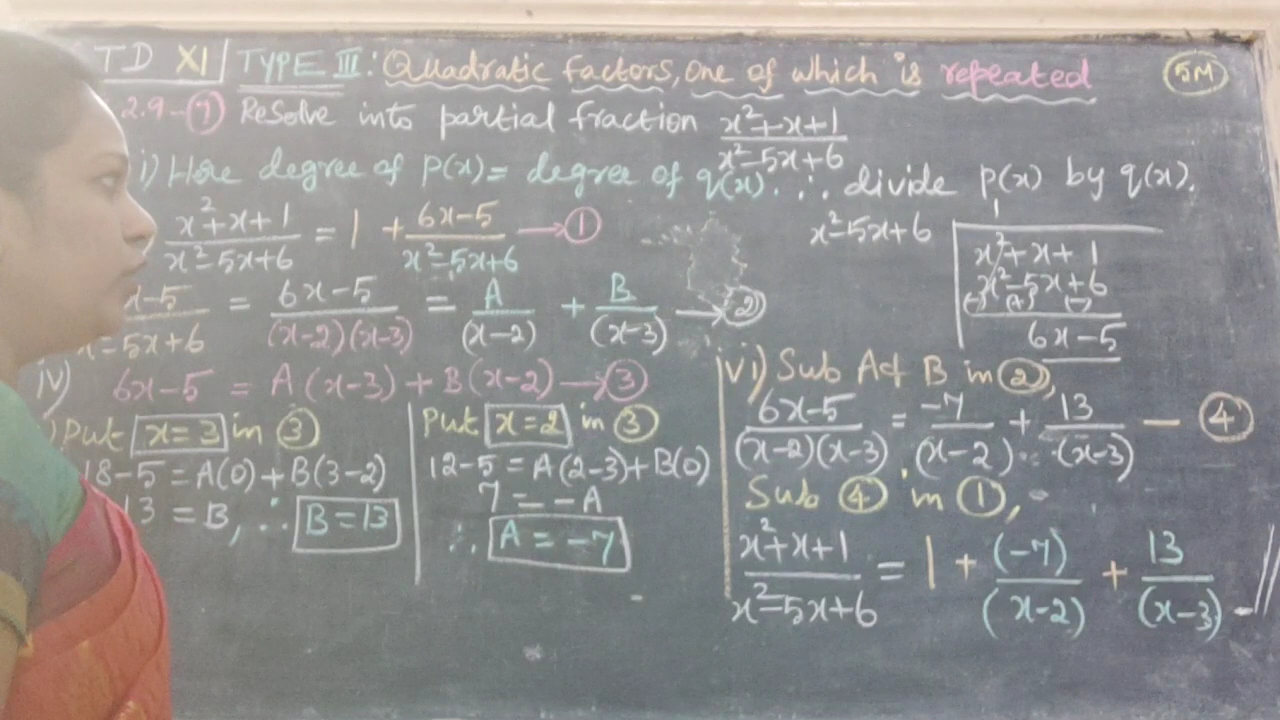 TD XI TYPE III: Quadratic factors, one of which is repeated 5M
2.9-7 Resolve into partial fraction (x²+x+1)/(x²-5x+6)
i) Here degree of p(x) = degree of q(x). ∴ divide p(x) by q(x).
(x²+x+1)/(x²-5x+6) = 1 + (6x-5)/(x²-5x+6) → ①
x²-5x+6
1
x²+x+1
x²-5x+6
(-) (+) (-)
6x-5
x-5/x²-5x+6 = (6x-5)/((x-2)(x-3)) = A/(x-2) + B/(x-3) → ②
iv) 6x-5 = A(x-3) + B(x-2) → ③
) Put x=3 in ③
18-5 = A(0)+B(3-2)
13 = B, ∴ B=13
Put x=2 in ③
12-5 = A(2-3)+B(0)
7 = -A
∴ A = -7
vi) Sub A & B in ②,
(6x-5)/((x-2)(x-3)) = -7/(x-2) + 13/(x-3) — ④
Sub ④ in ①,
(x²+x+1)/(x²-5x+6) = 1 + (-7)/(x-2) + 13/(x-3) //